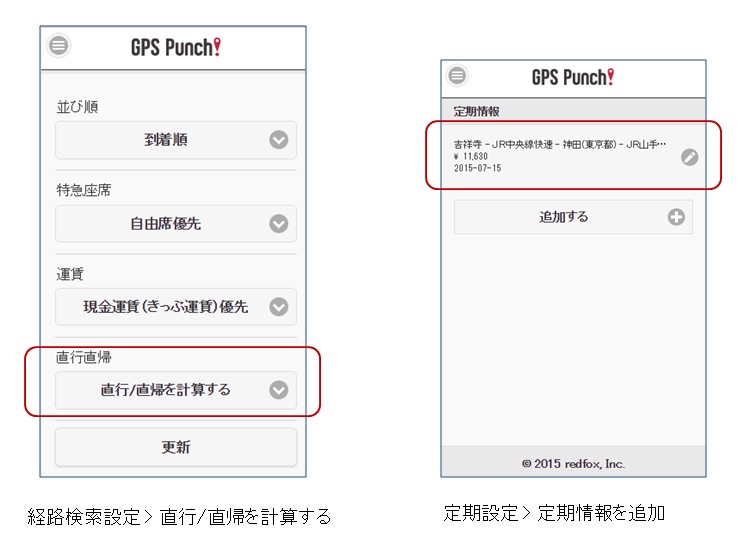 GPS Punch!
並び順
到着順
特急座席
自由席優先
運賃
現金運賃(きっぷ運賃)優先
直行直帰
直行/直帰を計算する
更新
経路検索設定> 直行/直帰を計算する
GPS Punch!
定期情報
吉祥寺 - JR中央線快速 - 神田(東京都) - JR山手…
¥ 11,630
2015-07-15
追加する
© 2015 redfox, Inc.
定期設定> 定期情報を追加